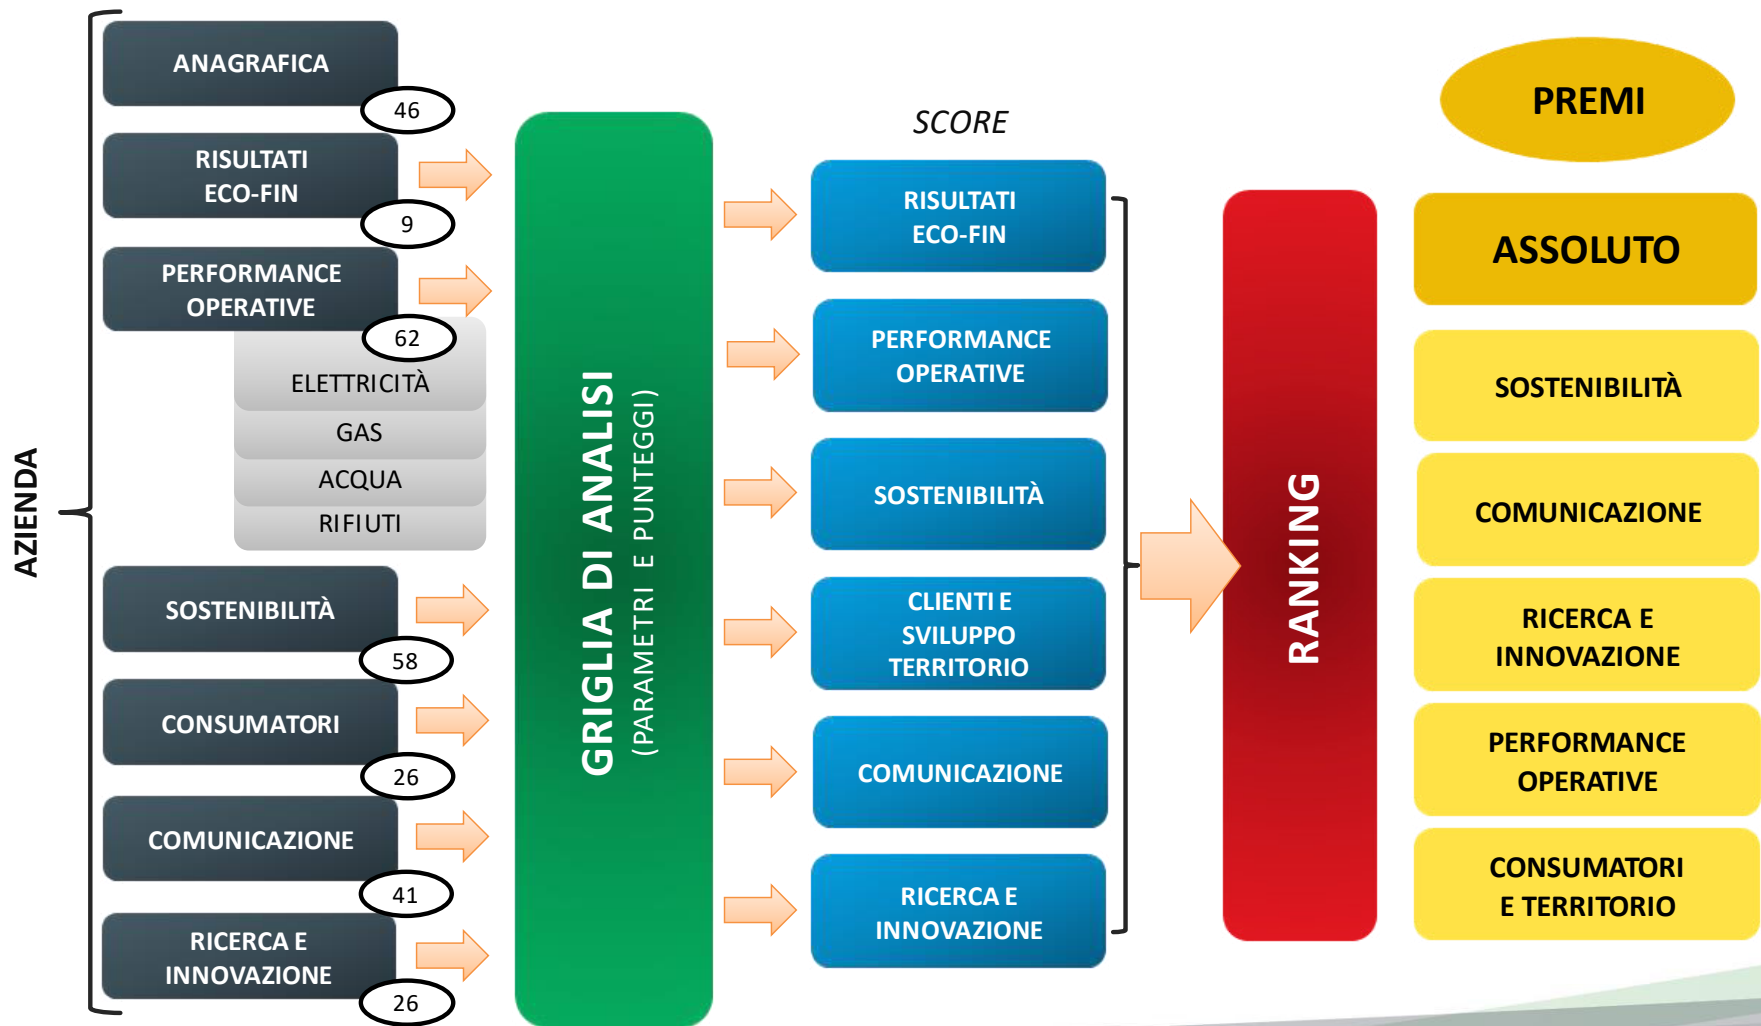 AZIENDA
ANAGRAFICA
46
RISULTATI
ECO-FIN
9
PERFORMANCE
OPERATIVE
62
ELETTRICITÀ
GAS
ACQUA
RIFIUTI
SOSTENIBILITÀ
58
CONSUMATORI
26
COMUNICAZIONE
41
RICERCA E
INNOVAZIONE
26
GRIGLIA DI ANALISI
(PARAMETRI E PUNTEGGI)
SCORE
RISULTATI
ECO-FIN
PERFORMANCE
OPERATIVE
SOSTENIBILITÀ
CLIENTI E
SVILUPPO
TERRITORIO
COMUNICAZIONE
RICERCA E
INNOVAZIONE
RANKING
PREMI
ASSOLUTO
SOSTENIBILITÀ
COMUNICAZIONE
RICERCA E
INNOVAZIONE
PERFORMANCE
OPERATIVE
CONSUMATORI
E TERRITORIO